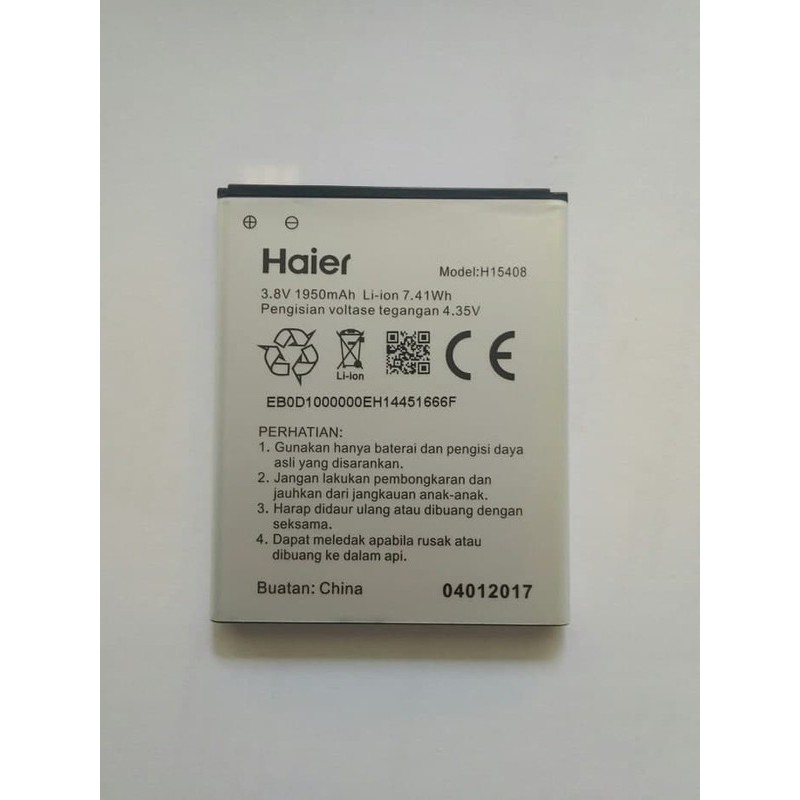 ⊕ ⊖
Haier
Model:H15408
3.8V 1950mAh Li-ion 7.41Wh
Pengisian voltase tegangan 4.35V
Li-ion
CE
EB0D1000000EH14451666F
PERHATIAN:
1. Gunakan hanya baterai dan pengisi daya
asli yang disarankan.
2. Jangan lakukan pembongkaran dan
jauhkan dari jangkauan anak-anak.
3. Harap didaur ulang atau dibuang dengan
seksama.
4. Dapat meledak apabila rusak atau
dibuang ke dalam api.
Buatan: China
04012017